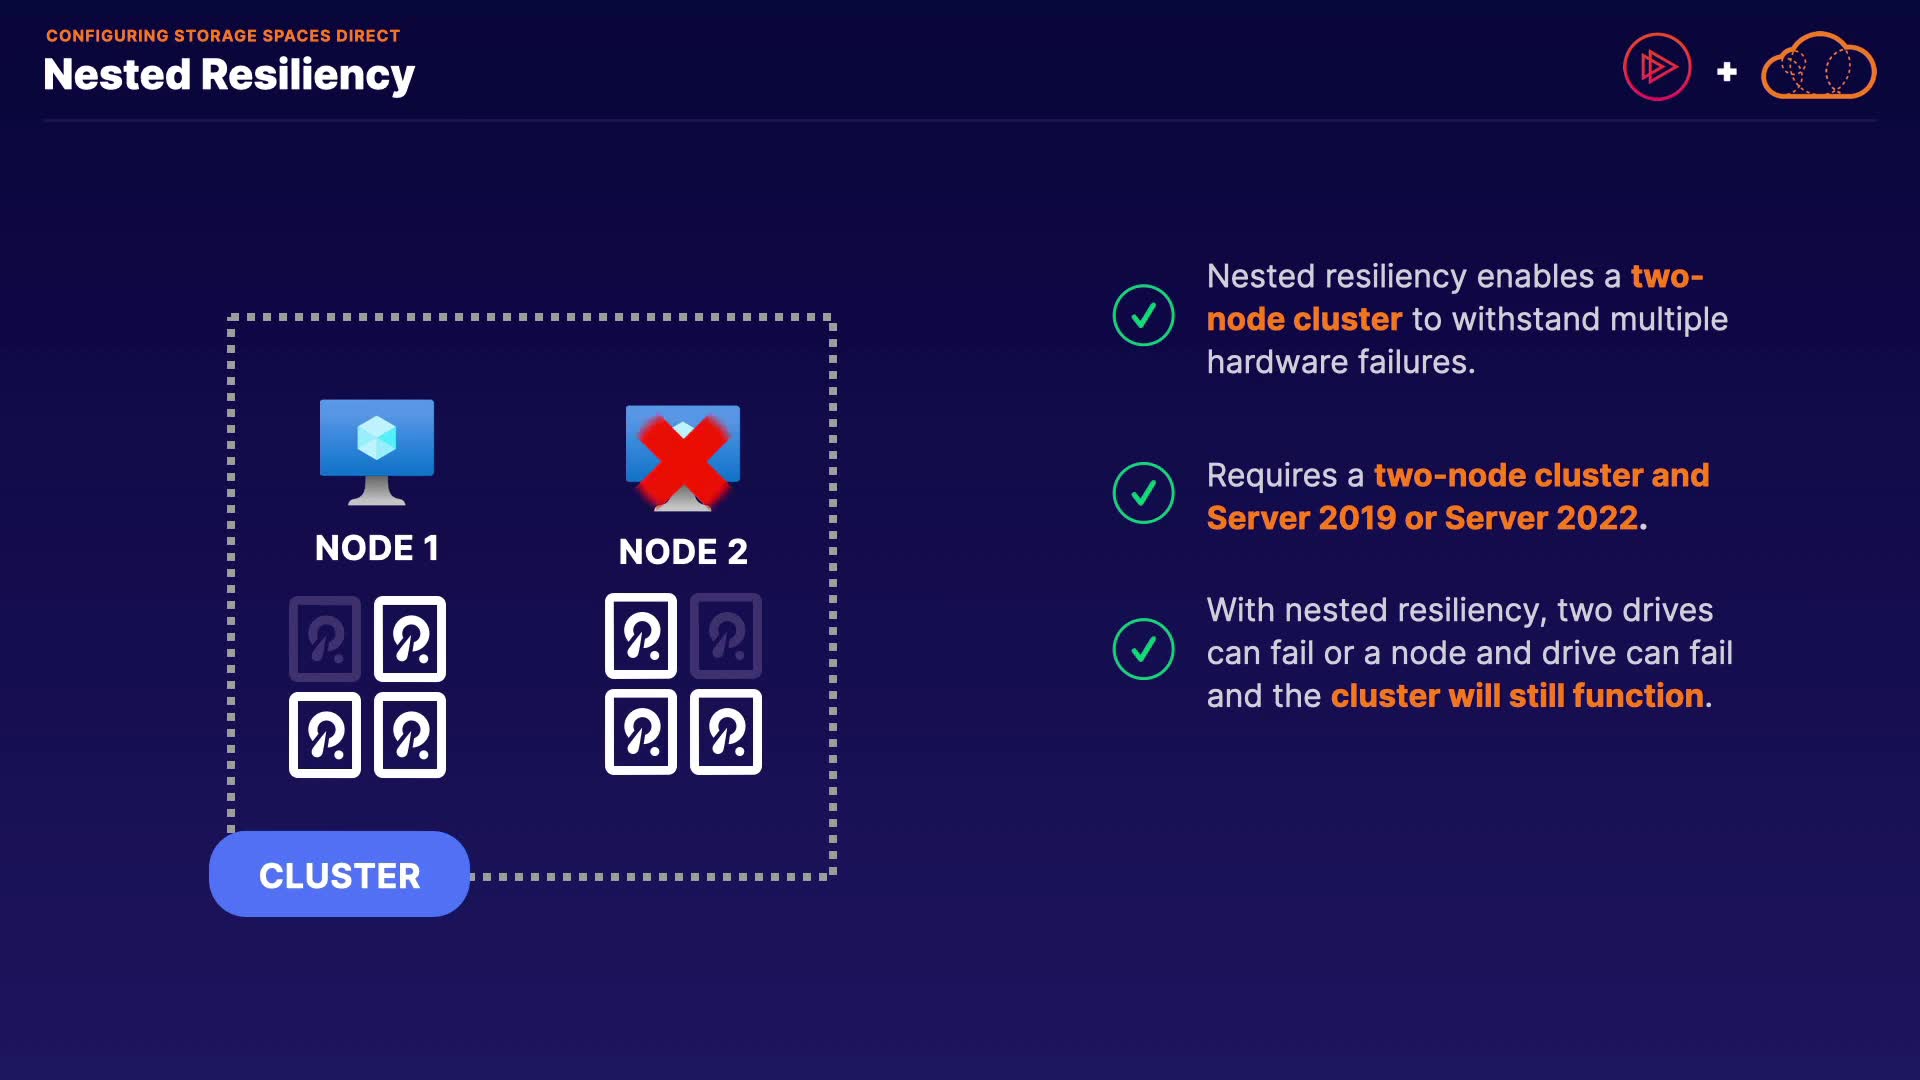 CONFIGURING STORAGE SPACES DIRECT
Nested Resiliency
NODE 1
NODE 2
CLUSTER
Nested resiliency enables a two-
node cluster to withstand multiple
hardware failures.
Requires a two-node cluster and
Server 2019 or Server 2022.
With nested resiliency, two drives
can fail or a node and drive can fail
and the cluster will still function.